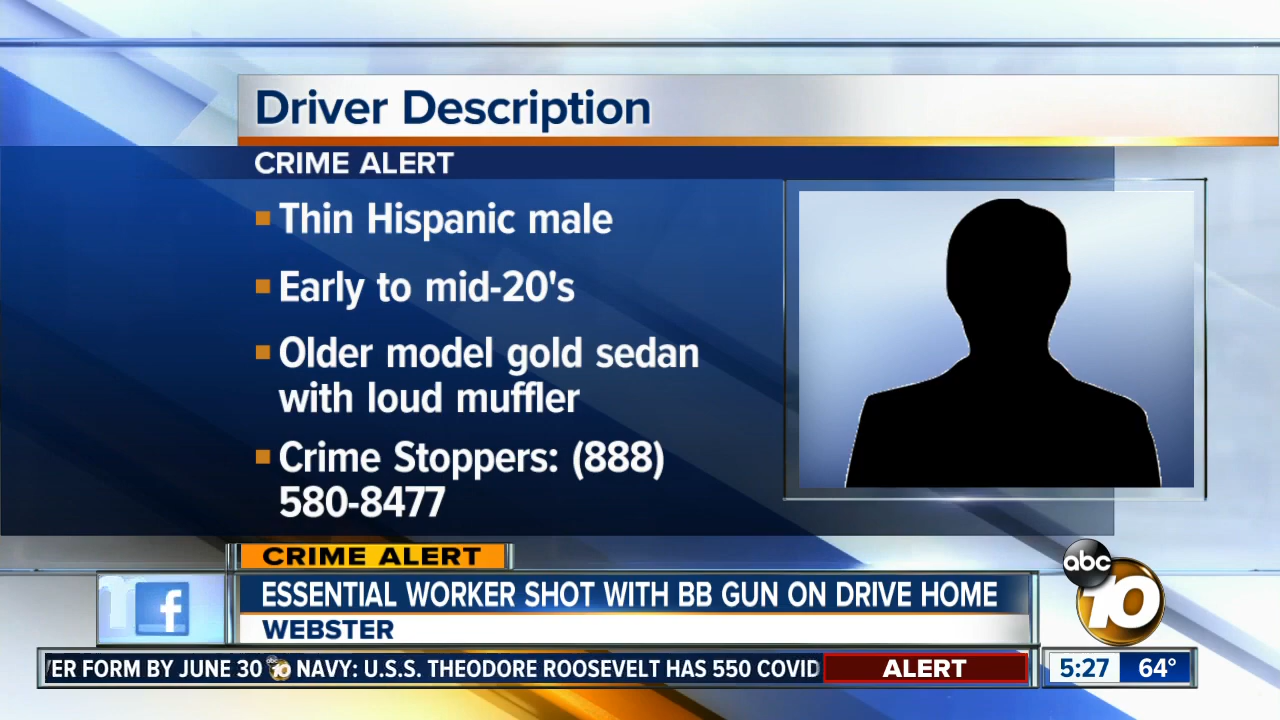 Driver Description
CRIME ALERT
Thin Hispanic male
Early to mid-20's
Older model gold sedan
with loud muffler
Crime Stoppers: (888)
580-8477
CRIME ALERT
ESSENTIAL WORKER SHOT WITH BB GUN ON DRIVE HOME
WEBSTER
abc
10
f
FORM BY JUNE 30 abc 10 NAVY: U.S.S. THEODORE ROOSEVELT HAS 550 COVID
ALERT
5:27
64°